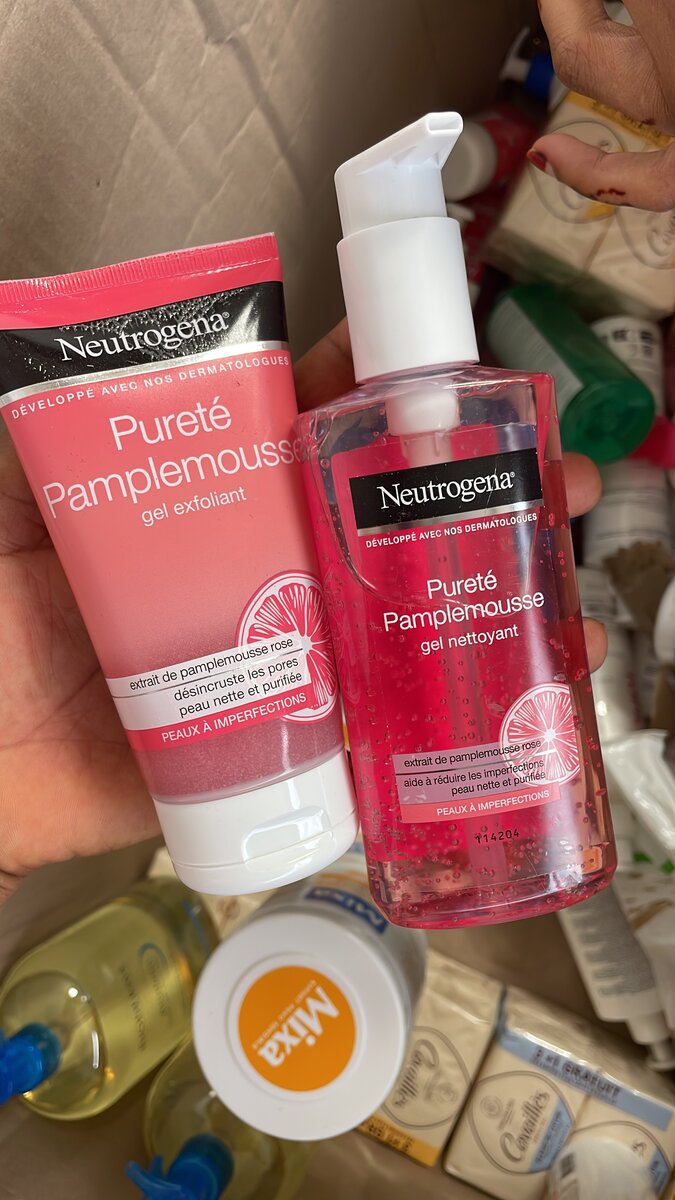 Neutrogena®
DÉVELOPPÉ AVEC NOS DERMATOLOGUES
Pureté
Pamplemousse
gel exfoliant
extrait de pamplemousse rose
désincruste les pores
peau nette et purifiée
PEAUX À IMPERFECTIONS
Neutrogena®
DÉVELOPPÉ AVEC NOS DERMATOLOGUES
Pureté
Pamplemousse
gel nettoyant
extrait de pamplemousse rose
aide à réduire les imperfections
peau nette et purifiée
PEAUX À IMPERFECTIONS
114204
Mixa
Cavaillès
Cavaillès